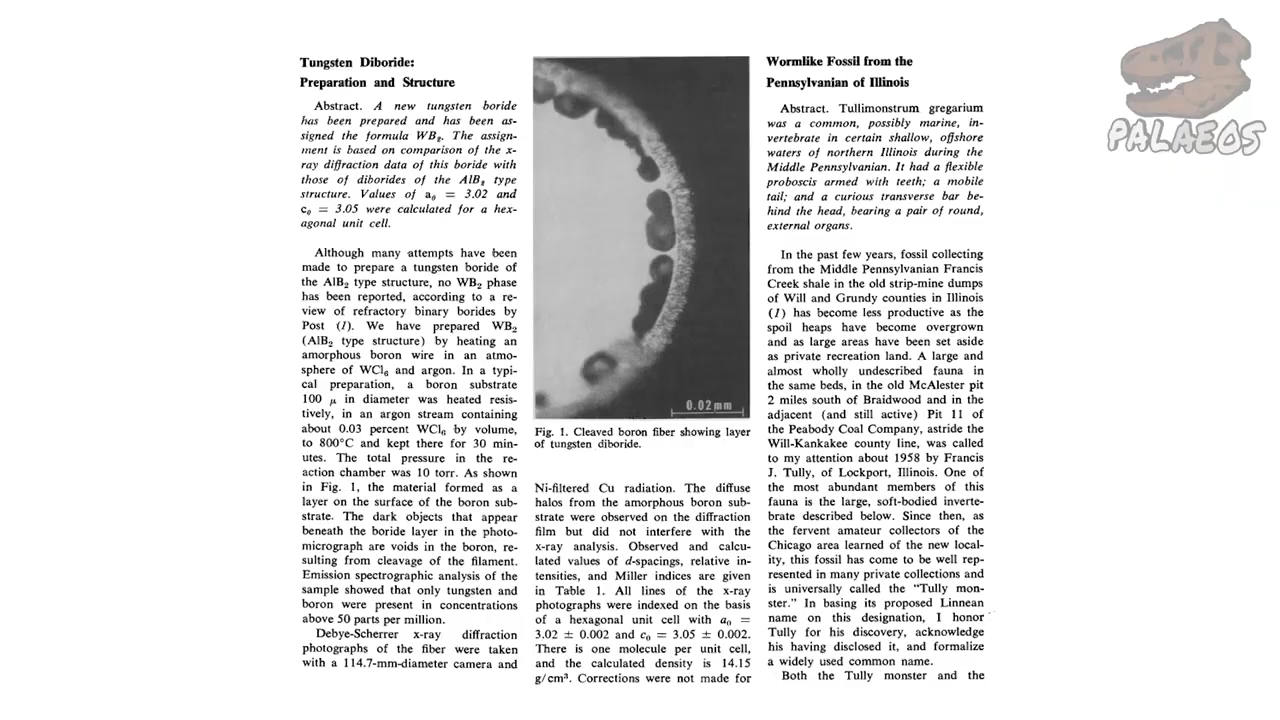 Tungsten Diboride:
Preparation and Structure
Abstract. A new tungsten boride
has been prepared and has been as-
signed the formula WB₂. The assign-
ment is based on comparison of the x-
ray diffraction data of this boride with
those of diborides of the AlB₂ type
structure. Values of a₀ = 3.02 and
c₀ = 3.05 were calculated for a hex-
agonal unit cell.
Although many attempts have been
made to prepare a tungsten boride of
the AlB₂ type structure, no WB₂ phase
has been reported, according to a re-
view of refractory binary borides by
Post (1). We have prepared WB₂
(AlB₂ type structure) by heating an
amorphous boron wire in an atmo-
sphere of WCl₆ and argon. In a typi-
cal preparation, a boron substrate
100 μ in diameter was heated resis-
tively, in an argon stream containing
about 0.03 percent WCl₆ by volume,
to 800°C and kept there for 30 min-
utes. The total pressure in the re-
action chamber was 10 torr. As shown
in Fig. 1, the material formed as a
layer on the surface of the boron sub-
strate. The dark objects that appear
beneath the boride layer in the photo-
micrograph are voids in the boron, re-
sulting from cleavage of the filament.
Emission spectrographic analysis of the
sample showed that only tungsten and
boron were present in concentrations
above 50 parts per million.
Debye-Scherrer x-ray diffraction
photographs of the fiber were taken
with a 114.7-mm-diameter camera and
0.02mm
Fig. 1. Cleaved boron fiber showing layer
of tungsten diboride.
Ni-filtered Cu radiation. The diffuse
halos from the amorphous boron sub-
strate were observed on the diffraction
film but did not interfere with the
x-ray analysis. Observed and calcu-
lated values of d-spacings, relative in-
tensities, and Miller indices are given
in Table 1. All lines of the x-ray
photographs were indexed on the basis
of a hexagonal unit cell with a₀ =
3.02 ± 0.002 and c₀ = 3.05 ± 0.002.
There is one molecule per unit cell,
and the calculated density is 14.15
g/cm³. Corrections were not made for
Wormlike Fossil from the
Pennsylvanian of Illinois
Abstract. Tullimonstrum gregarium
was a common, possibly marine, in-
vertebrate in certain shallow, offshore
waters of northern Illinois during the
Middle Pennsylvanian. It had a flexible
proboscis armed with teeth; a mobile
tail; and a curious transverse bar be-
hind the head, bearing a pair of round,
external organs.
In the past few years, fossil collecting
from the Middle Pennsylvanian Francis
Creek shale in the old strip-mine dumps
of Will and Grundy counties in Illinois
(1) has become less productive as the
spoil heaps have become overgrown
and as large areas have been set aside
as private recreation land. A large and
almost wholly undescribed fauna in
the same beds, in the old McAlester pit
2 miles south of Braidwood and in the
adjacent (and still active) Pit 11 of
the Peabody Coal Company, astride the
Will-Kankakee county line, was called
to my attention about 1958 by Francis
J. Tully, of Lockport, Illinois. One of
the most abundant members of this
fauna is the large, soft-bodied inverte-
brate described below. Since then, as
the fervent amateur collectors of the
Chicago area learned of the new local-
ity, this fossil has come to be well rep-
resented in many private collections and
is universally called the "Tully mon-
ster." In basing its proposed Linnean
name on this designation, I honor
Tully for his discovery, acknowledge
his having disclosed it, and formalize
a widely used common name.
Both the Tully monster and the
PALAEOS